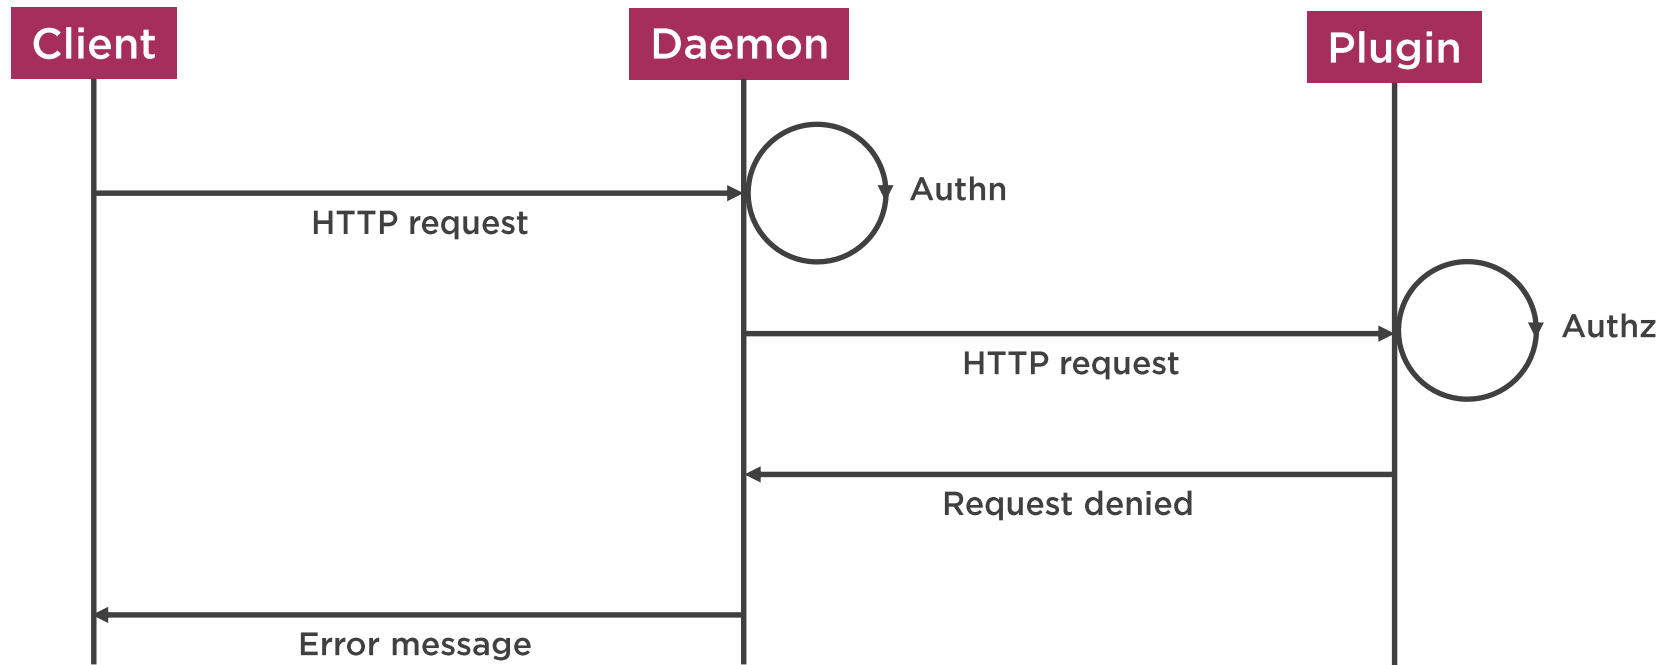 Client
Daemon
Plugin
Authn
HTTP request
Authz
HTTP request
Request denied
Error message